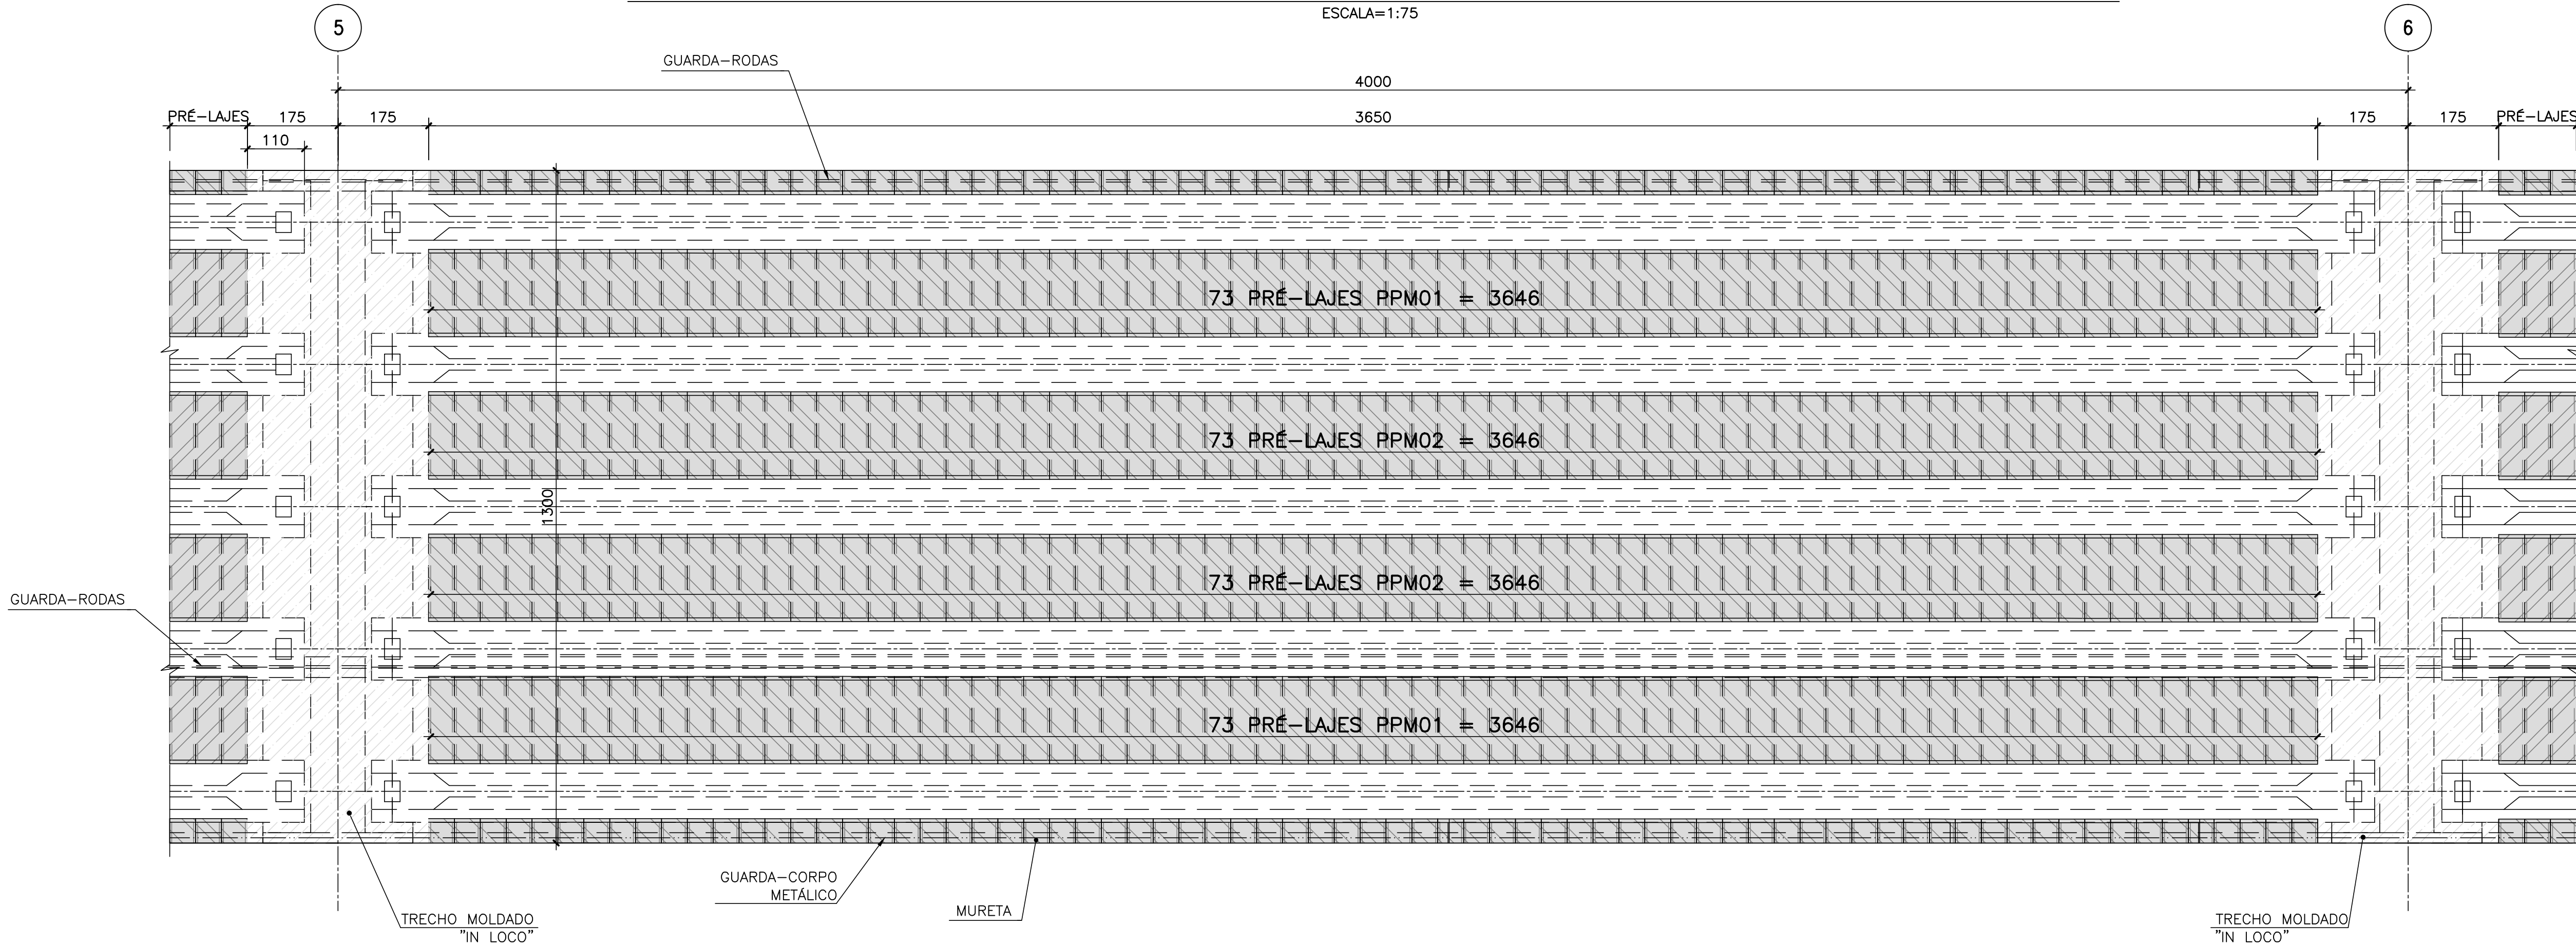 ESCALA=1:75
5
6
GUARDA-RODAS
4000
PRÉ-LAJES
175
175
3650
175
175
PRÉ-LAJES
110
73 PRÉ-LAJES PPM01 = 3646
73 PRÉ-LAJES PPM02 = 3646
1300
73 PRÉ-LAJES PPM02 = 3646
GUARDA-RODAS
73 PRÉ-LAJES PPM01 = 3646
GUARDA-CORPO
METÁLICO
MURETA
TRECHO MOLDADO
"IN LOCO"
TRECHO MOLDADO
"IN LOCO"